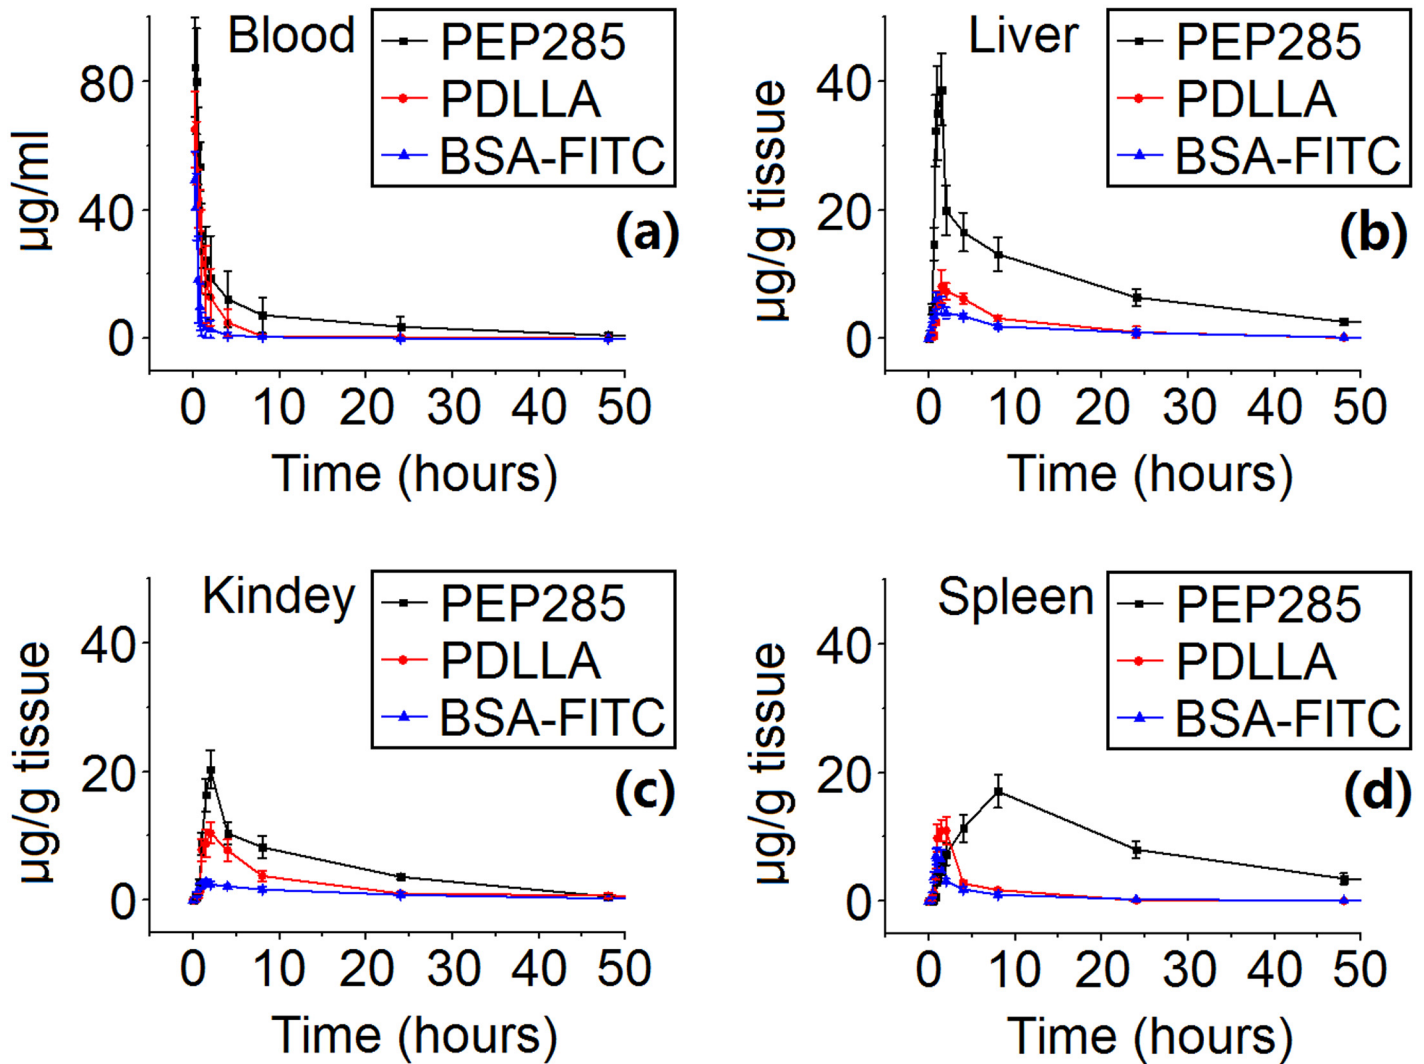 Blood
PEP285
PDLLA
BSA-FITC
(a)
µg/ml
80
40
0
0 10 20 30 40 50
Time (hours)
Liver
PEP285
PDLLA
BSA-FITC
(b)
µg/g tissue
40
20
0
0 10 20 30 40 50
Time (hours)
Kindey
PEP285
PDLLA
BSA-FITC
(c)
µg/g tissue
40
20
0
0 10 20 30 40 50
Time (hours)
Spleen
PEP285
PDLLA
BSA-FITC
(d)
µg/g tissue
40
20
0
0 10 20 30 40 50
Time (hours)